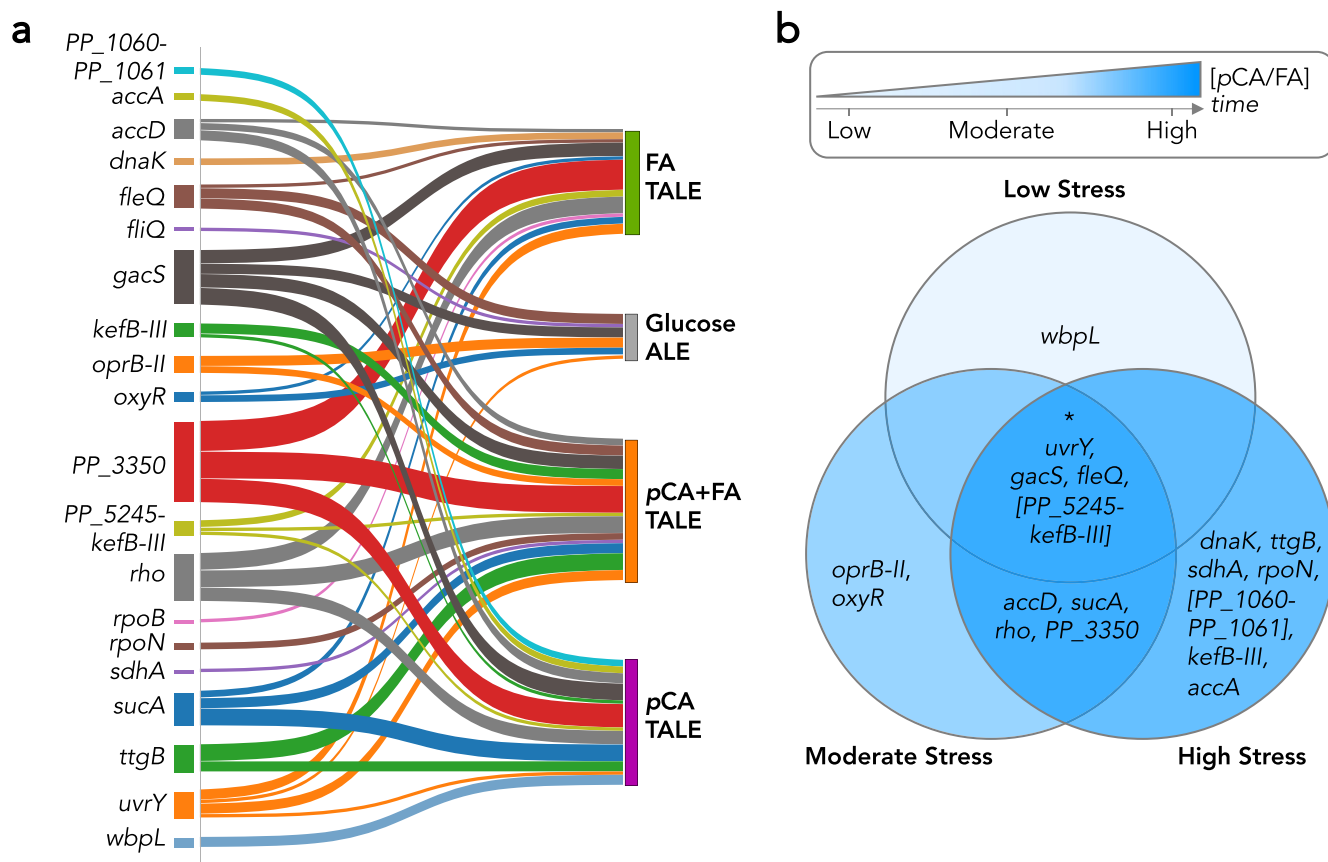 a
PP_1060-
PP_1061
accA
accD
dnaK
fleQ
fliQ
gacS
kefB-III
oprB-II
oxyR
PP_3350
PP_5245-
kefB-III
rho
rpoB
rpoN
sdhA
sucA
ttgB
uvrY
wbpL
FA
TALE
Glucose
ALE
pCA+FA
TALE
pCA
TALE
b
[pCA/FA]
time
Low
Moderate
High
Low Stress
wbpL
*
uvrY,
gacS, fleQ,
[PP_5245-
kefB-III]
oprB-II,
oxyR
accD, sucA,
rho, PP_3350
dnaK, ttgB,
sdhA, rpoN,
[PP_1060-
PP_1061],
kefB-III,
accA
Moderate Stress
High Stress